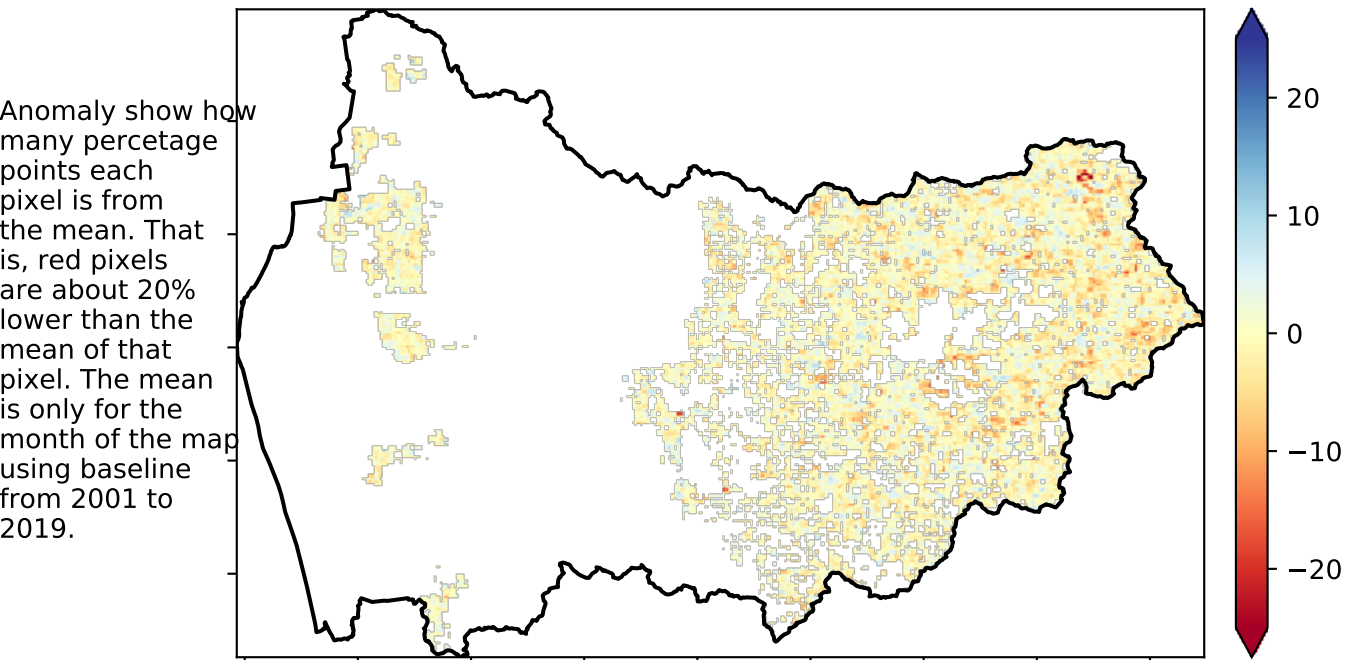 Anomaly show how
many percetage
points each
pixel is from
the mean. That
is, red pixels
are about 20%
lower than the
mean of that
pixel. The mean
is only for the
month of the map
using baseline
from 2001 to
2019.
20
10
0
−10
−20